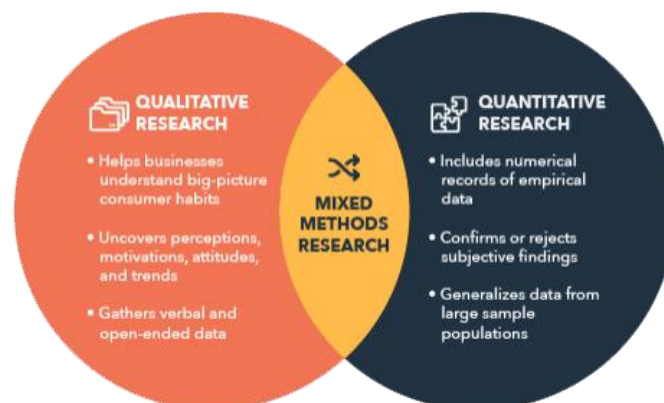 QUALITATIVE
RESEARCH
• Helps businesses
understand big-picture
consumer habits
• Uncovers perceptions,
motivations, attitudes,
and trends
• Gathers verbal and
open-ended data
MIXED
METHODS
RESEARCH
QUANTITATIVE
RESEARCH
• Includes numerical
records of empirical
data
• Confirms or rejects
subjective findings
• Generalizes data from
large sample
populations